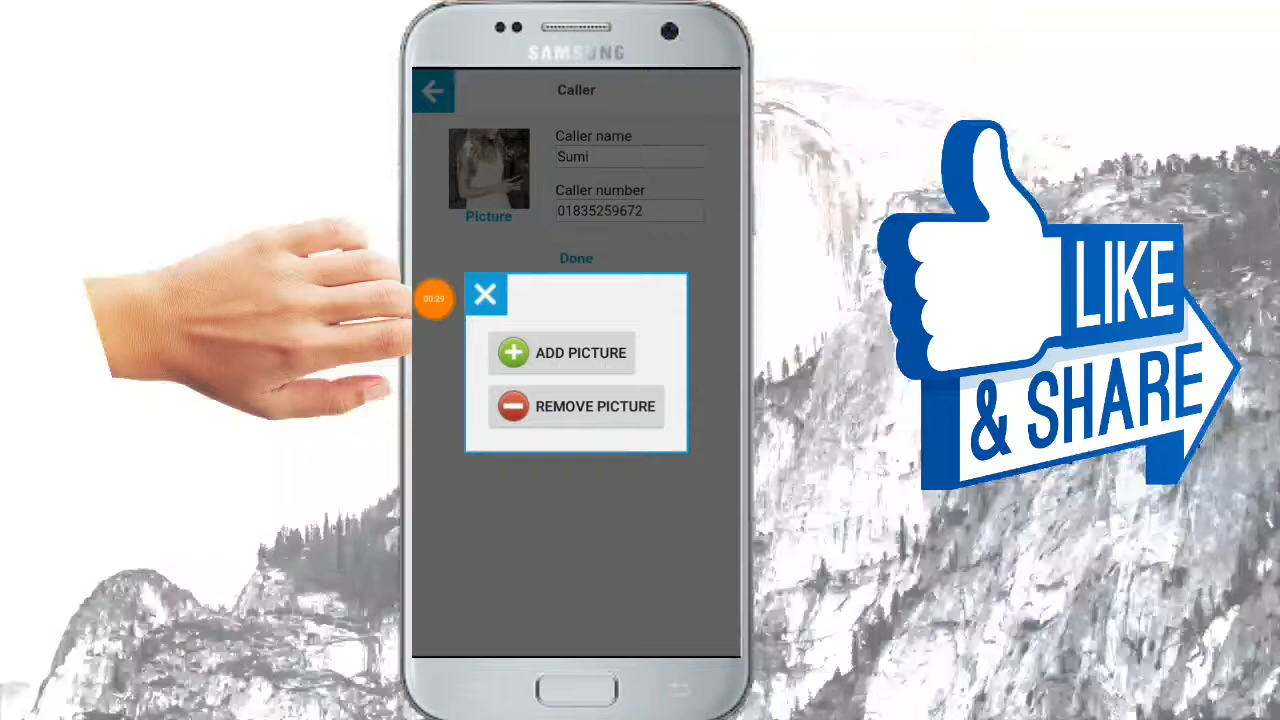 SAMSUNG
Caller
Caller name
Sumi
Caller number
01835259672
Picture
Done
00:29
ADD PICTURE
REMOVE PICTURE
LIKE
& SHARE